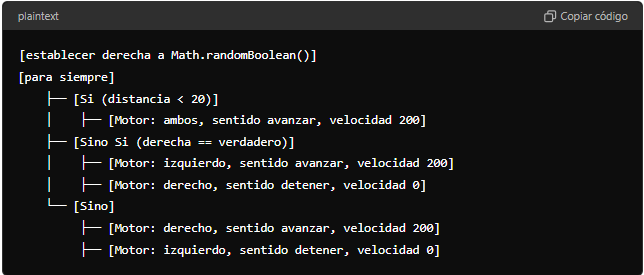 plaintext
Copiar código
[establecer derecha a Math.randomBoolean()]
[para siempre]
├── [Si (distancia < 20)]
│   ├── [Motor: ambos, sentido avanzar, velocidad 200]
├── [Sino Si (derecha == verdadero)]
│   ├── [Motor: izquierdo, sentido avanzar, velocidad 200]
│   ├── [Motor: derecho, sentido detener, velocidad 0]
└── [Sino]
    ├── [Motor: derecho, sentido avanzar, velocidad 200]
    ├── [Motor: izquierdo, sentido detener, velocidad 0]